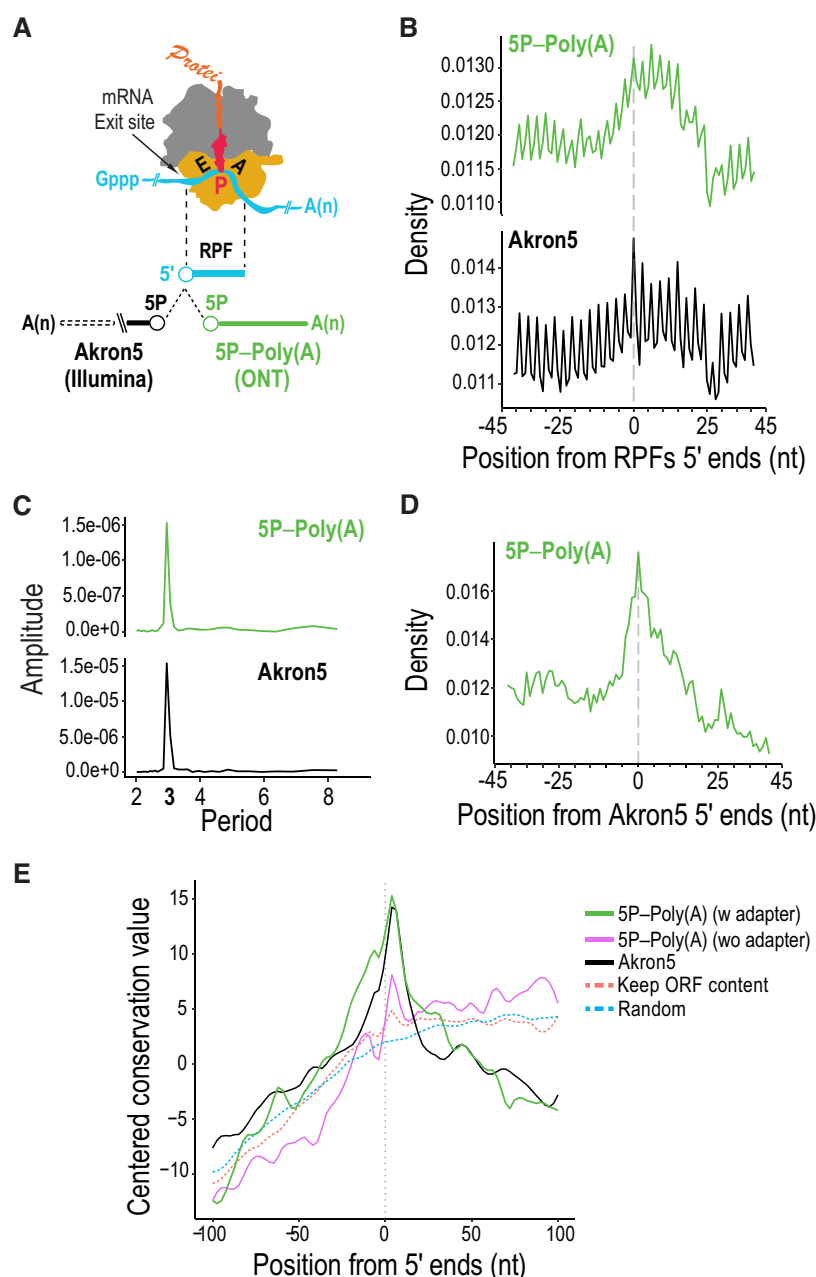 A
Protei
mRNA
Exit site
E
A
P
Gppp
A(n)
RPF
5'
5P
5P
A(n)
A(n)
Akron5
(Illumina)
5P–Poly(A)
(ONT)
B
5P–Poly(A)
0.0130
0.0125
0.0120
0.0115
0.0110
Akron5
0.014
0.013
0.012
0.011
Density
-45
-25
0
25
45
Position from RPFs 5' ends (nt)
C
5P–Poly(A)
1.5e-06
1.0e-06
5.0e-07
0.0e+0
Akron5
1.5e-05
1.0e-05
5.0e-06
0.0e+0
Amplitude
2
3
4
6
8
Period
D
5P–Poly(A)
0.016
0.014
0.012
0.010
Density
-45
-25
0
25
45
Position from Akron5 5' ends (nt)
E
15
10
5
0
−5
−10
Centered conservation value
−100
−50
0
50
100
Position from 5' ends (nt)
5P–Poly(A) (w adapter)
5P–Poly(A) (wo adapter)
Akron5
Keep ORF content
Random